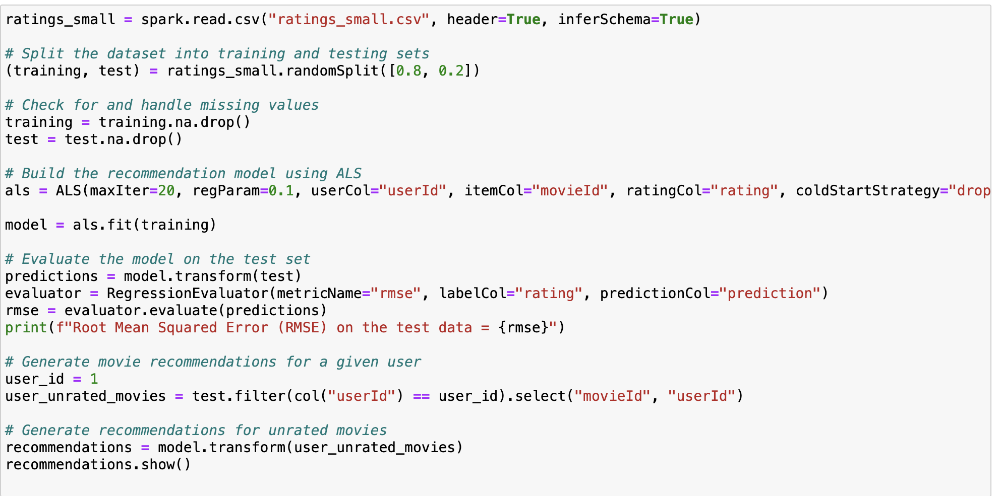 ratings_small = spark.read.csv("ratings_small.csv", header=True, inferSchema=True)
# Split the dataset into training and testing sets
(training, test) = ratings_small.randomSplit([0.8, 0.2])
# Check for and handle missing values
training = training.na.drop()
test = test.na.drop()
# Build the recommendation model using ALS
als = ALS(maxIter=20, regParam=0.1, userCol="userId", itemCol="movieId", ratingCol="rating", coldStartStrategy="drop
model = als.fit(training)
# Evaluate the model on the test set
predictions = model.transform(test)
evaluator = RegressionEvaluator(metricName="rmse", labelCol="rating", predictionCol="prediction")
rmse = evaluator.evaluate(predictions)
print(f"Root Mean Squared Error (RMSE) on the test data = {rmse}")
# Generate movie recommendations for a given user
user_id = 1
user_unrated_movies = test.filter(col("userId") == user_id).select("movieId", "userId")
# Generate recommendations for unrated movies
recommendations = model.transform(user_unrated_movies)
recommendations.show()